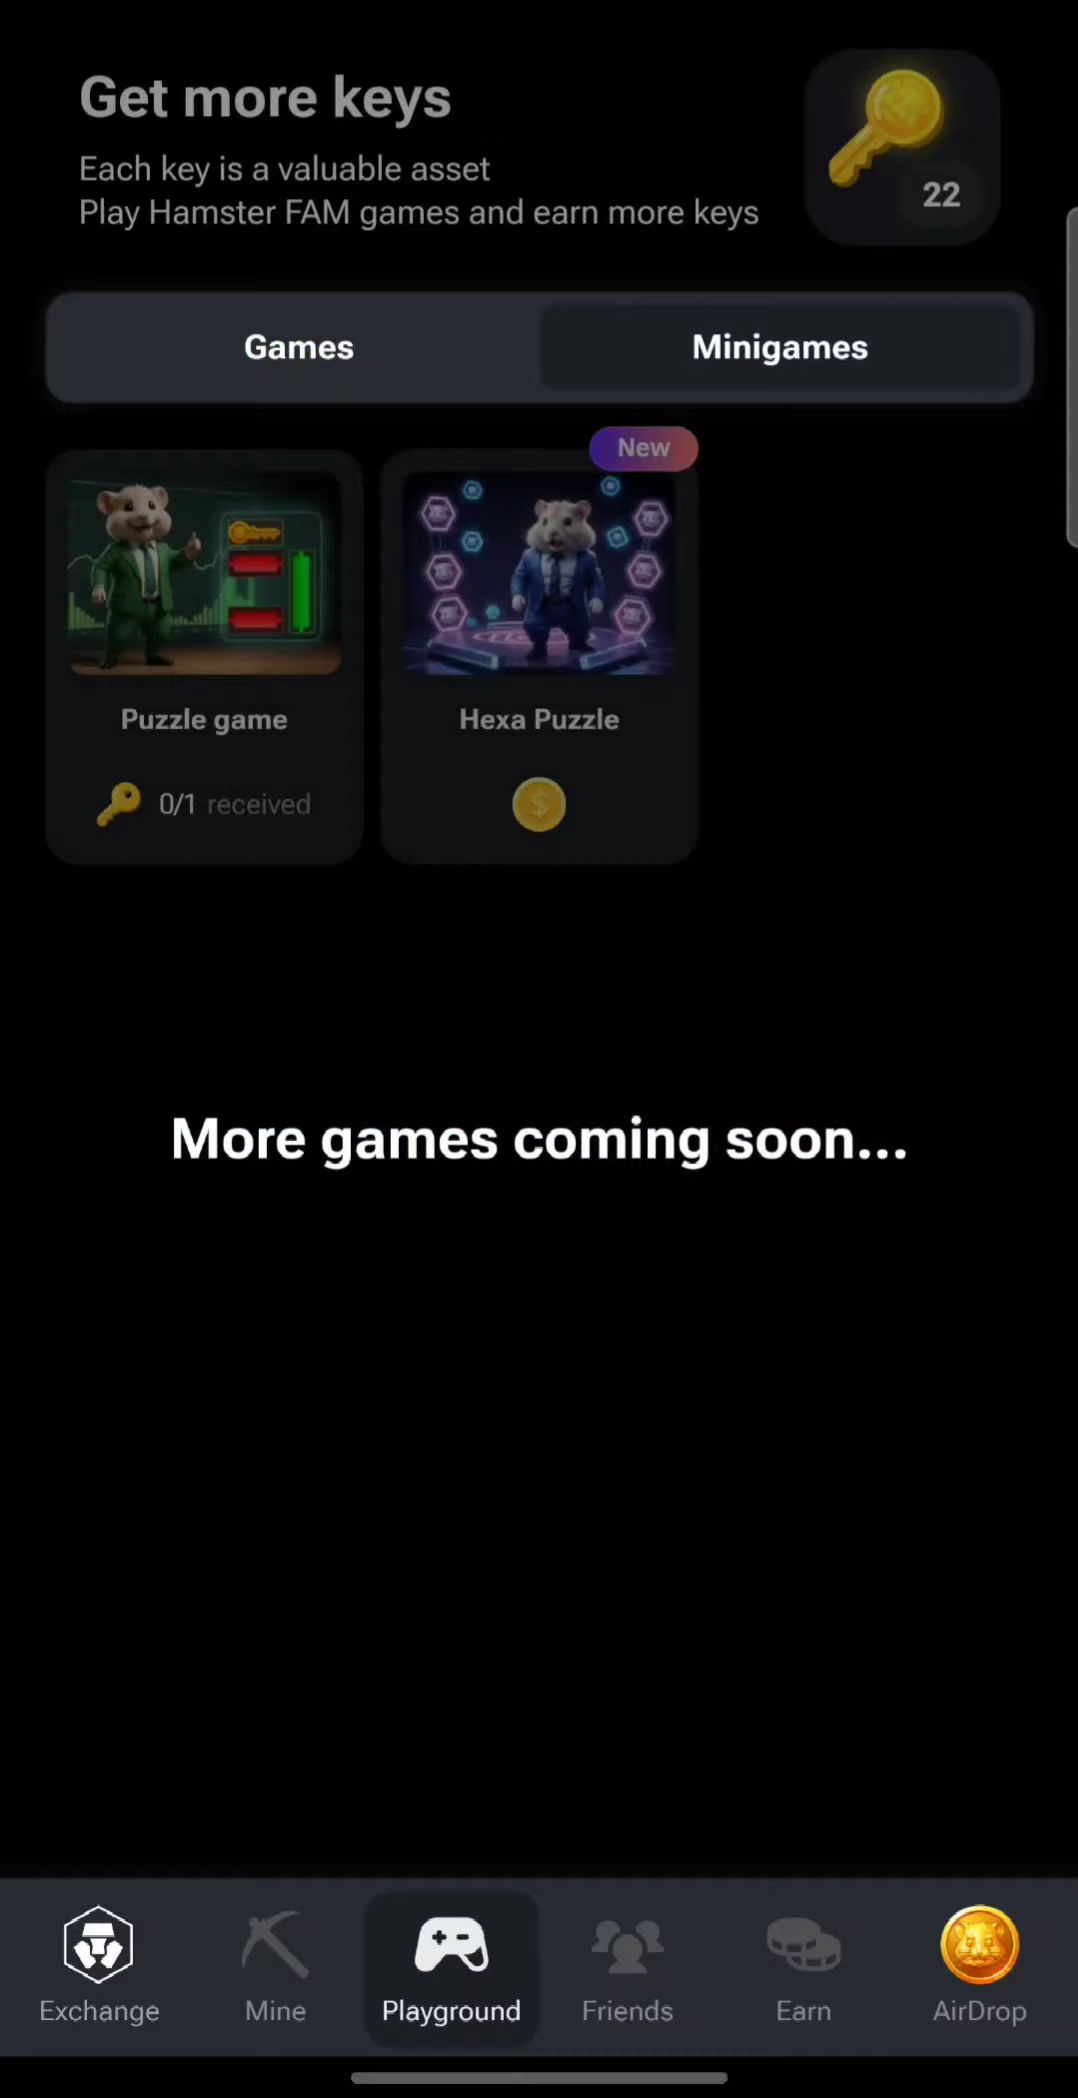 Get more keys
Each key is a valuable asset
Play Hamster FAM games and earn more keys
22
Games
Minigames
New
Puzzle game
Hexa Puzzle
0/1 received
More games coming soon...
Exchange
Mine
Playground
Friends
Earn
AirDrop